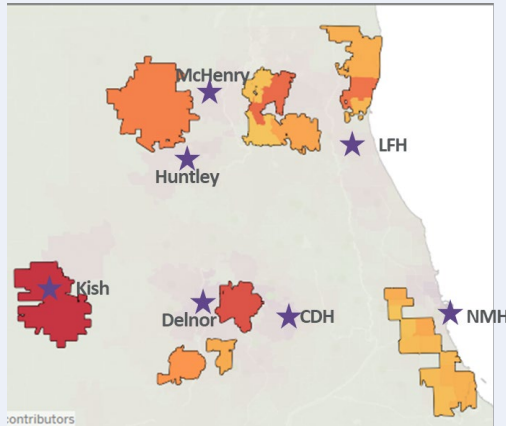 McHenry
LFH
Huntley
Kish
Delnor
CDH
NMH
contributors